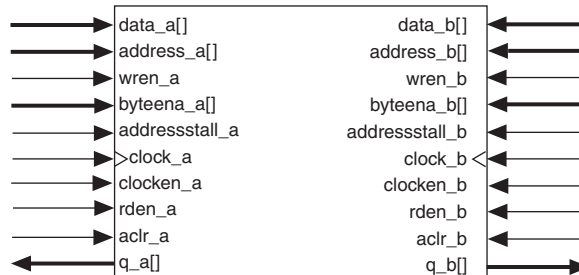 data_a[] data_b[]
address_a[] address_b[]
wren_a wren_b
byteena_a[] byteena_b[]
addressstall_a addressstall_b
clock_a clock_b
clocken_a clocken_b
rden_a rden_b
aclr_a aclr_b
q_a[] q_b[]